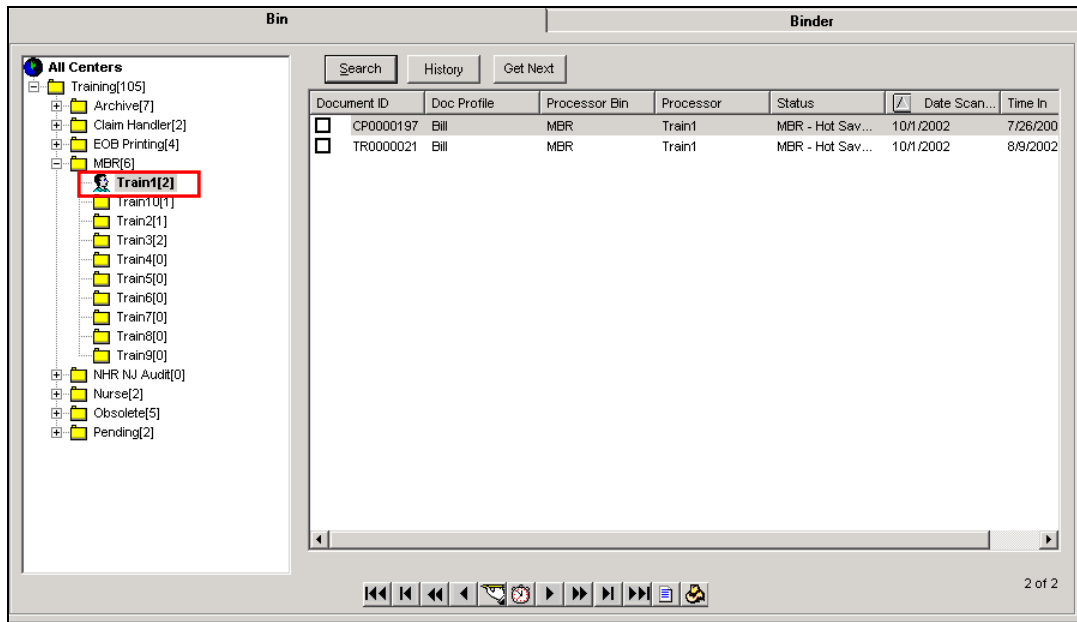 Bin Binder
All Centers
Training[105]
Archive[7]
Claim Handler[2]
EOB Printing[4]
MBR[6]
Train1[2]
Train10[1]
Train2[1]
Train3[2]
Train4[0]
Train5[0]
Train6[0]
Train7[0]
Train8[0]
Train9[0]
NHR NJ Audit[0]
Nurse[2]
Obsolete[5]
Pending[2]
Search History Get Next
Document ID Doc Profile Processor Bin Processor Status Date Scan... Time In
CP0000197 Bill MBR Train1 MBR - Hot Sav... 10/1/2002 7/26/200
TR0000021 Bill MBR Train1 MBR - Hot Sav... 10/1/2002 8/9/2002
2 of 2